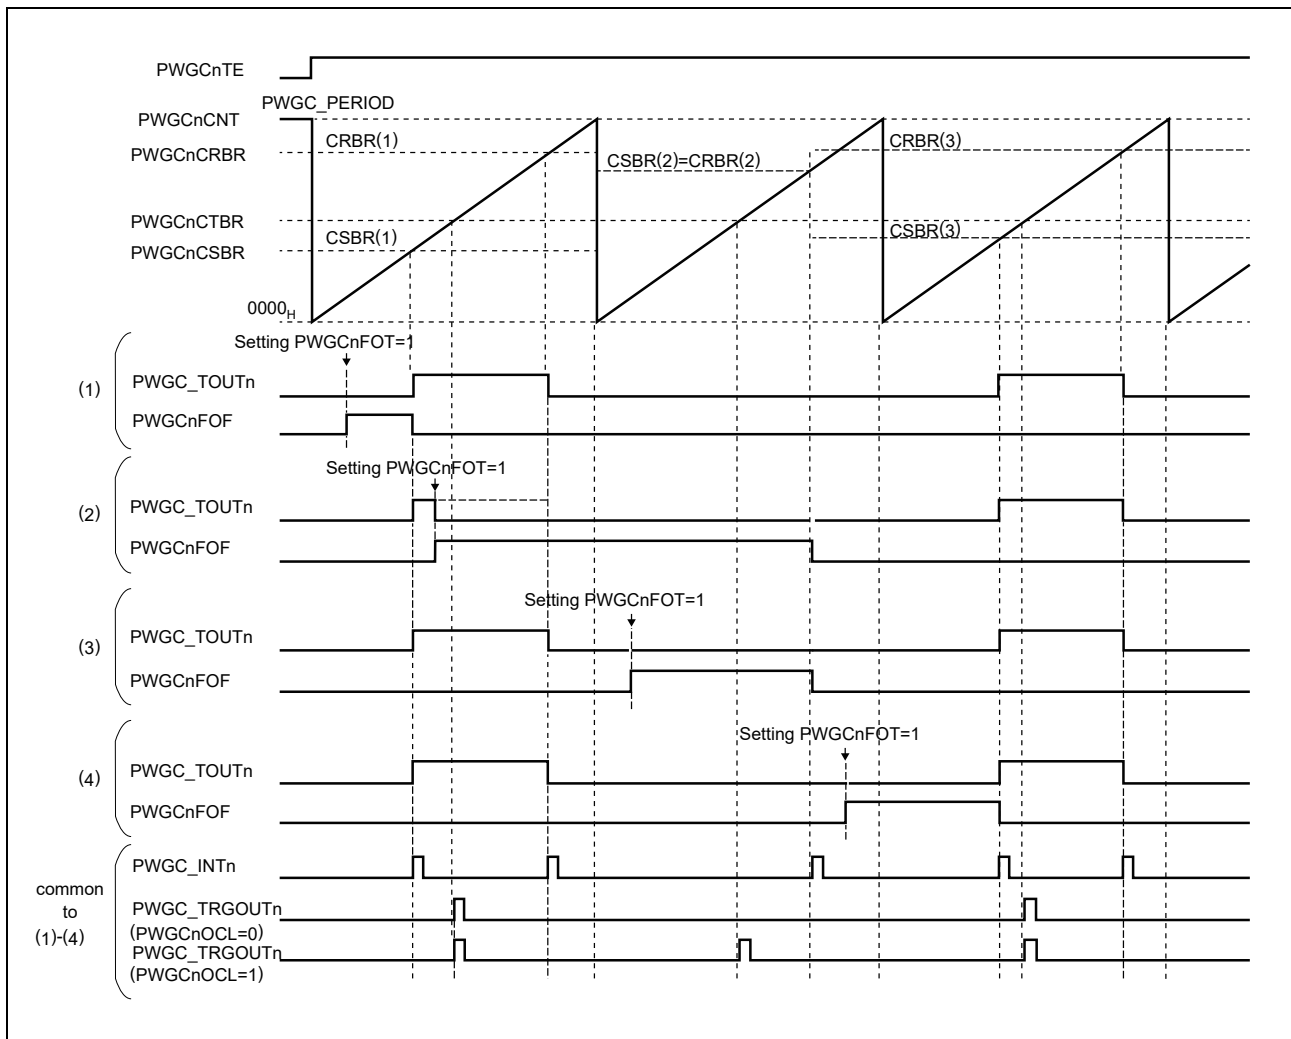 PWGCnTE
PWGC_PERIOD
PWGCnCNT
CRBR(1)
CRBR(3)
PWGCnCRBR
CSBR(2)=CRBR(2)
PWGCnCTBR
CSBR(1)
CSBR(3)
PWGCnCSBR
0000H
Setting PWGCnFOT=1
(1)
PWGC_TOUTn
PWGCnFOF
Setting PWGCnFOT=1
(2)
PWGC_TOUTn
PWGCnFOF
Setting PWGCnFOT=1
(3)
PWGC_TOUTn
PWGCnFOF
Setting PWGCnFOT=1
(4)
PWGC_TOUTn
PWGCnFOF
common
to
(1)-(4)
PWGC_INTn
PWGC_TRGOUTn
(PWGCnOCL=0)
PWGC_TRGOUTn
(PWGCnOCL=1)